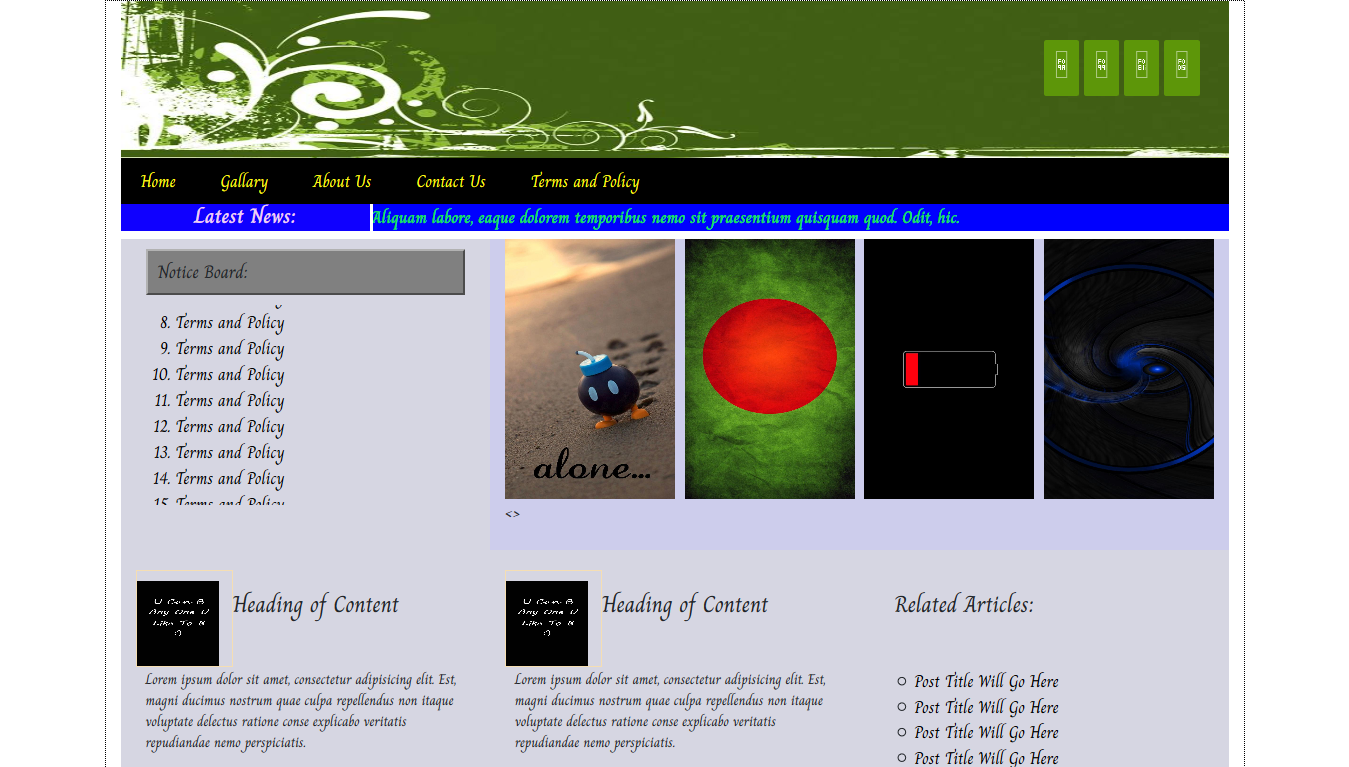 Home Gallary About Us Contact Us Terms and Policy
Latest News: Aliquam labore, eaque dolorem temporibus nemo sit praesentium quisquam quod. Odit, hic.
Notice Board:
8. Terms and Policy
9. Terms and Policy
10. Terms and Policy
11. Terms and Policy
12. Terms and Policy
13. Terms and Policy
14. Terms and Policy
15. Terms and Policy
alone...
<>
U Can B
Any One U
Like To B
:)
Heading of Content
Lorem ipsum dolor sit amet, consectetur adipisicing elit. Est,
magni ducimus nostrum quae culpa repellendus non itaque
voluptate delectus ratione conse explicabo veritatis
repudiandae nemo perspiciatis.
U Can B
Any One U
Like To B
:)
Heading of Content
Lorem ipsum dolor sit amet, consectetur adipisicing elit. Est,
magni ducimus nostrum quae culpa repellendus non itaque
voluptate delectus ratione conse explicabo veritatis
repudiandae nemo perspiciatis.
Related Articles:
Post Title Will Go Here
Post Title Will Go Here
Post Title Will Go Here
Post Title Will Go Here